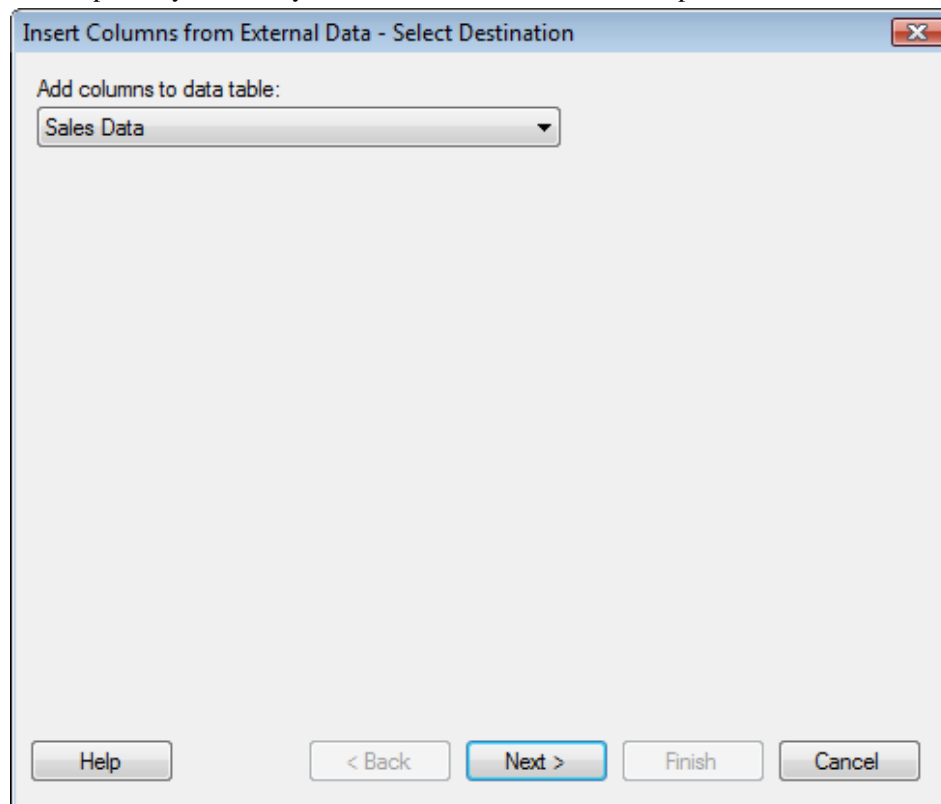 Insert Columns from External Data - Select Destination
Add columns to data table:
Sales Data
Help < Back Next > Finish Cancel